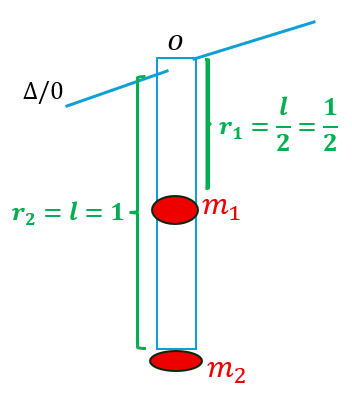 o
Δ/0
r₁ = l/2 = 1/2
m₁
r₂ = l = 1
m₂